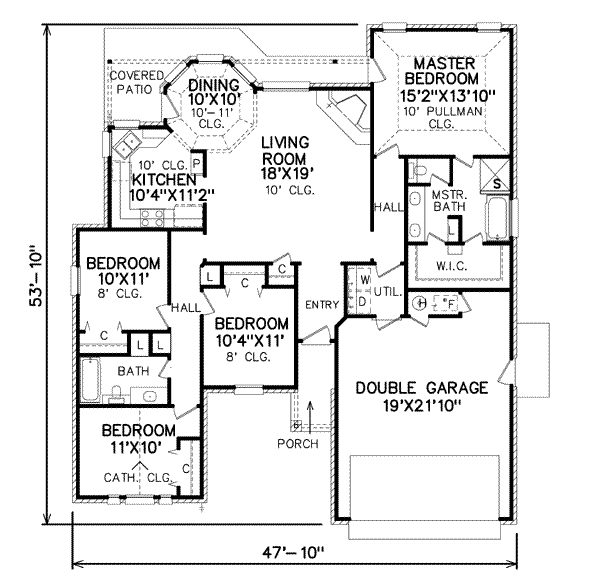 COVERED
PATIO
DINING
10'X10'
10'-11'
CLG.
MASTER
BEDROOM
15'2"X13'10"
10' PULLMAN
CLG.
LIVING
ROOM
18'X19'
10' CLG.
10' CLG.
P
KITCHEN
10'4"X11'2"
HALL
MSTR.
BATH
S
L
W.I.C.
BEDROOM
10'X11'
8' CLG.
L
C
C
W
D
UTIL.
HALL
ENTRY
H
F
BEDROOM
10'4"X11'
8' CLG.
C
L
L
BATH
DOUBLE GARAGE
19'X21'10"
BEDROOM
11'X10'
CATH. CLG.
C
PORCH
53'-10"
47'-10"